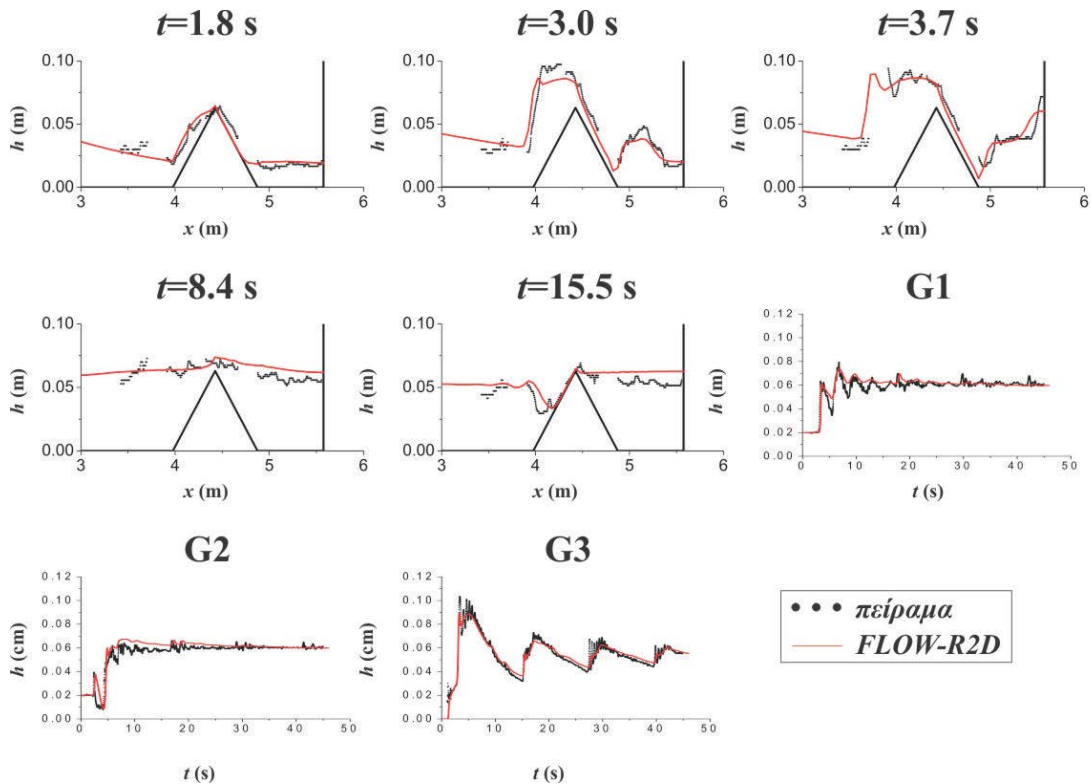 t=1.8 s
t=3.0 s
t=3.7 s
h (m)
0.10
0.05
0.00
3 4 5 6
x (m)
h (m)
0.10
0.05
0.00
3 4 5 6
x (m)
h (m)
0.10
0.05
0.00
3 4 5 6
x (m)
t=8.4 s
t=15.5 s
G1
h (m)
0.10
0.05
0.00
3 4 5 6
x (m)
h (m)
0.10
0.05
0.00
3 4 5 6
x (m)
h (m)
0.12
0.10
0.08
0.06
0.04
0.02
0.00
0 10 20 30 40 50
t (s)
G2
G3
h (cm)
0.12
0.10
0.08
0.06
0.04
0.02
0.00
0 10 20 30 40 50
t (s)
h (cm)
0.12
0.10
0.08
0.06
0.04
0.02
0.00
0 10 20 30 40 50
t (s)
πείραμα
FLOW-R2D